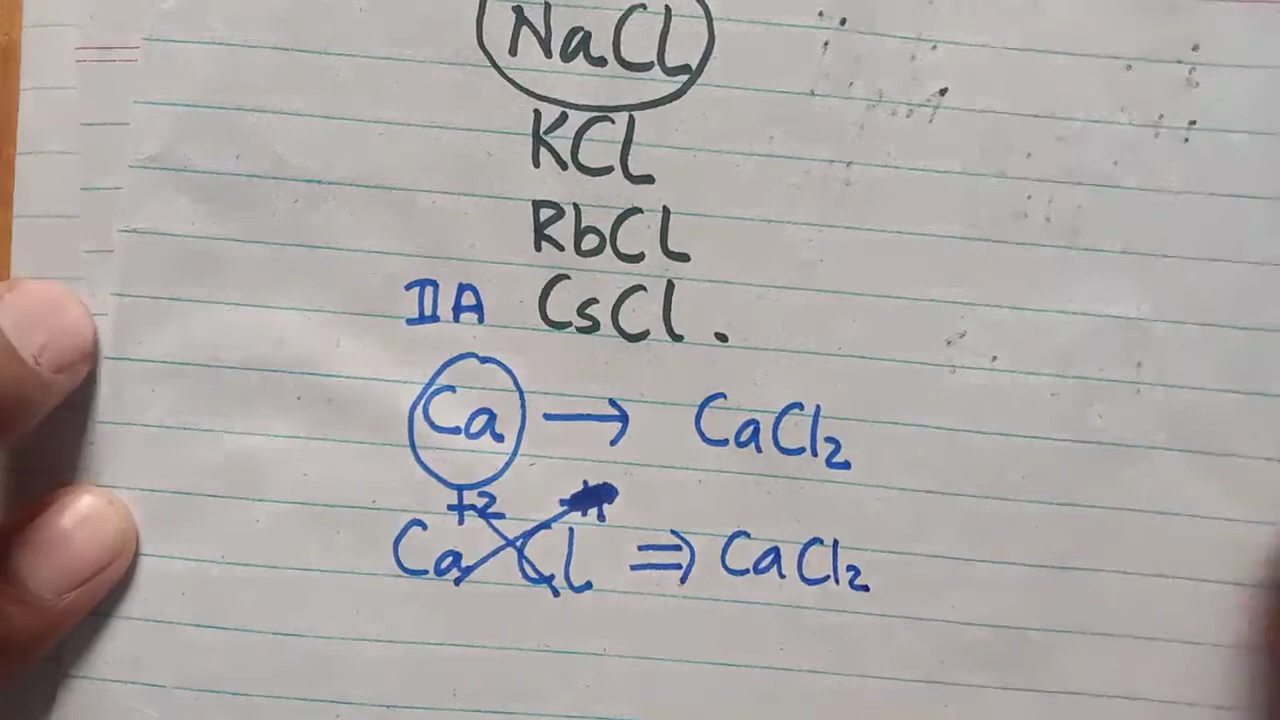 NaCl
KCl
RbCl
IIA CsCl.
Ca → CaCl₂
+2
Ca Cl ⇒ CaCl₂